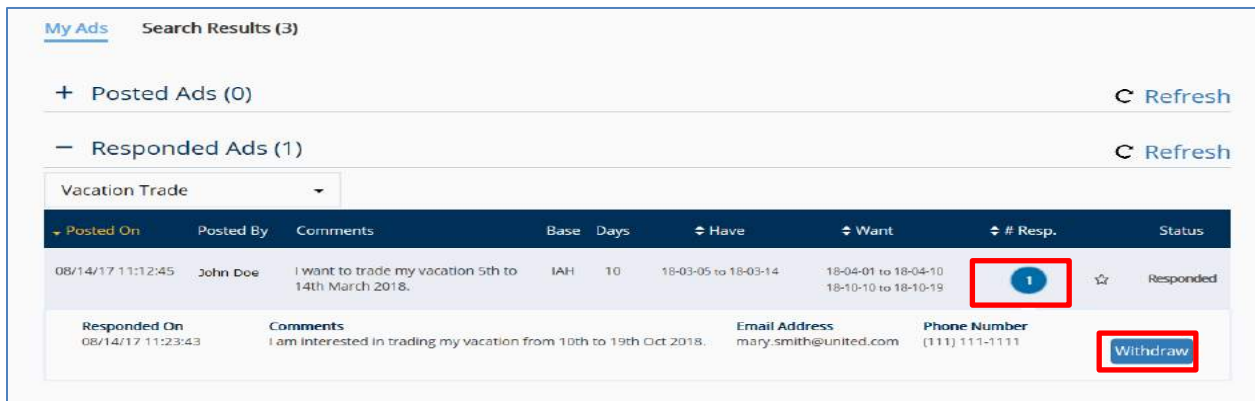 My Ads Search Results (3)
+ Posted Ads (0) Refresh
− Responded Ads (1) Refresh
Vacation Trade
Posted On Posted By Comments Base Days Have Want # Resp. Status
08/14/17 11:12:45 John Doe I want to trade my vacation 5th to IAH 10 18-03-05 to 18-03-14 18-04-01 to 18-04-10 1 Responded
14th March 2018. 18-10-10 to 18-10-19
Responded On Comments Email Address Phone Number
08/14/17 11:23:43 I am interested in trading my vacation from 10th to 19th Oct 2018. mary.smith@united.com (111) 111-1111
Withdraw